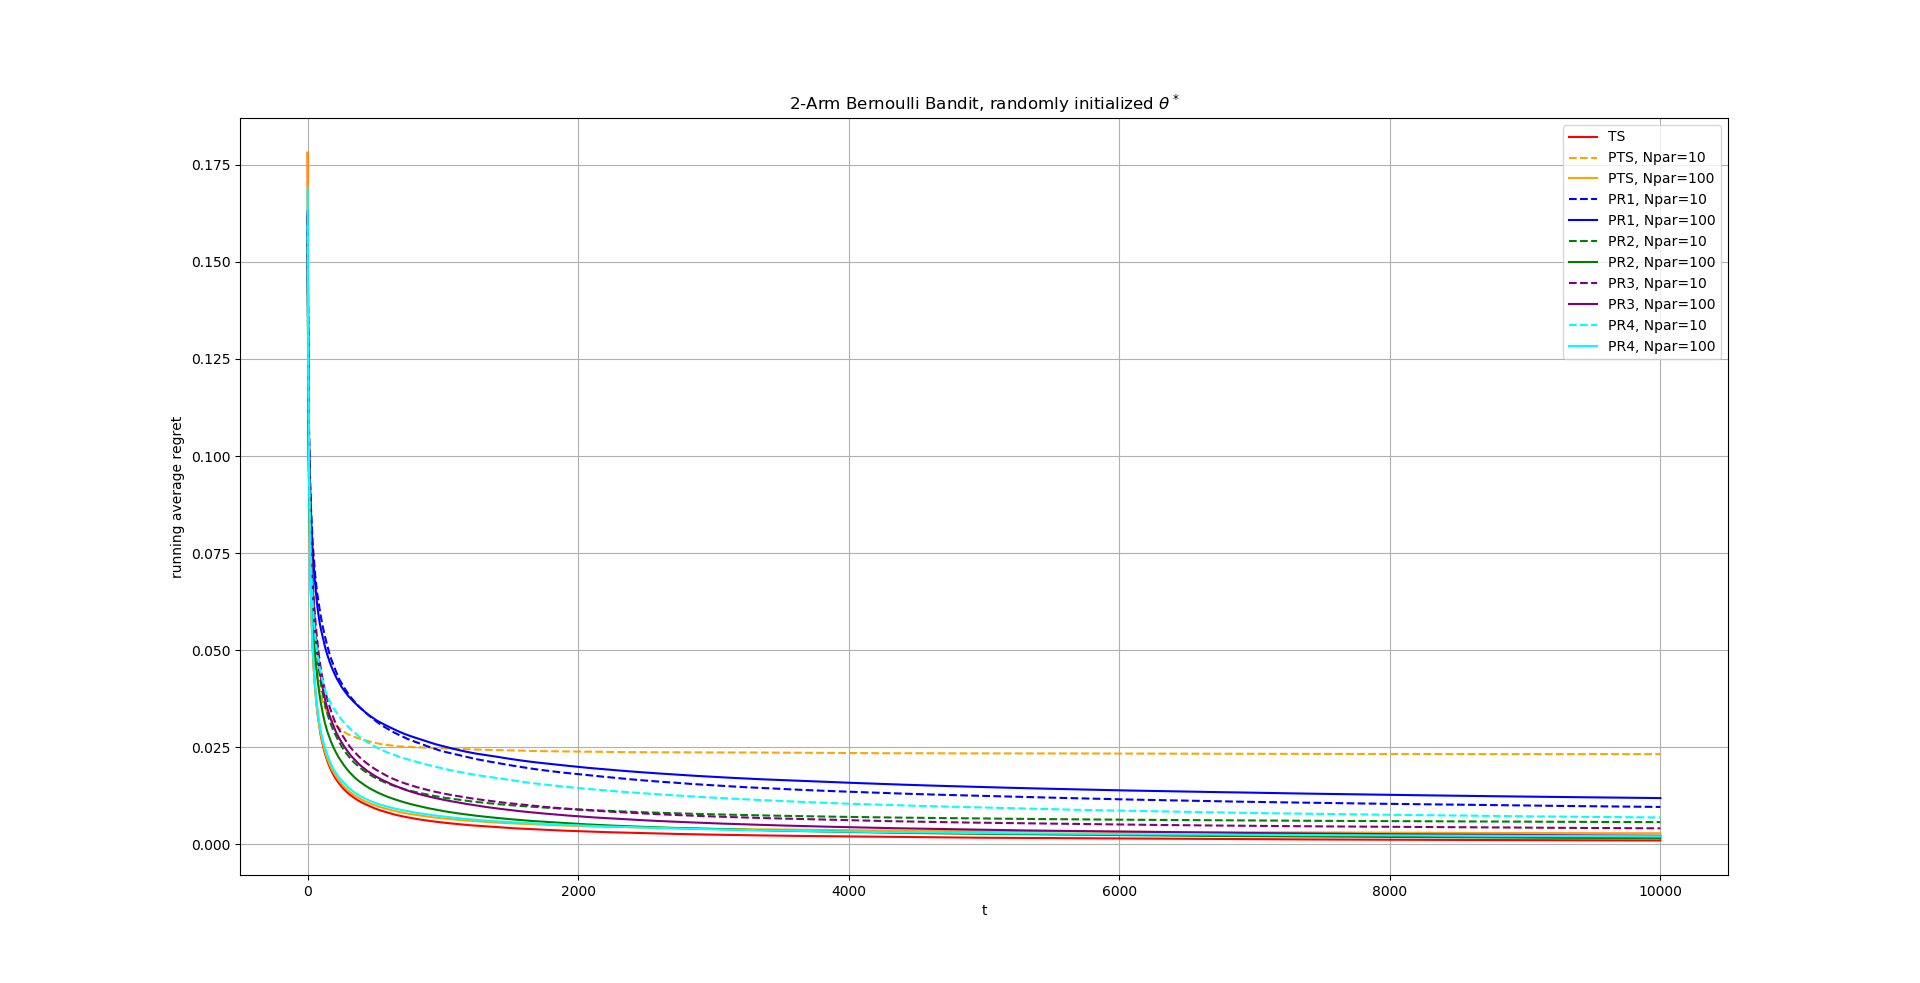 2-Arm Bernoulli Bandit, randomly initialized θ*
running average regret
0.175
0.150
0.125
0.100
0.075
0.050
0.025
0.000
0
2000
4000
6000
8000
10000
t
TS
PTS, Npar=10
PTS, Npar=100
PR1, Npar=10
PR1, Npar=100
PR2, Npar=10
PR2, Npar=100
PR3, Npar=10
PR3, Npar=100
PR4, Npar=10
PR4, Npar=100